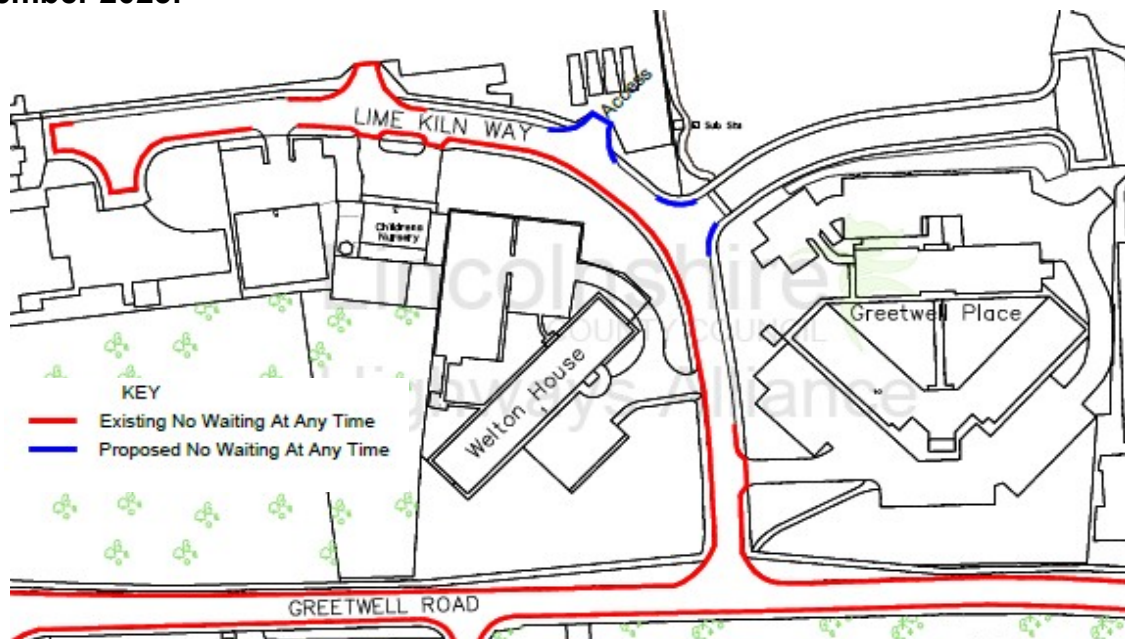 Access
LIME KILN WAY
Sub Sta
Childrens
Nursery
Lincolnshire
COUNTY COUNCIL
Highways Alliance
Greetwell Place
Welton House
KEY
Existing No Waiting At Any Time
Proposed No Waiting At Any Time
GREETWELL ROAD